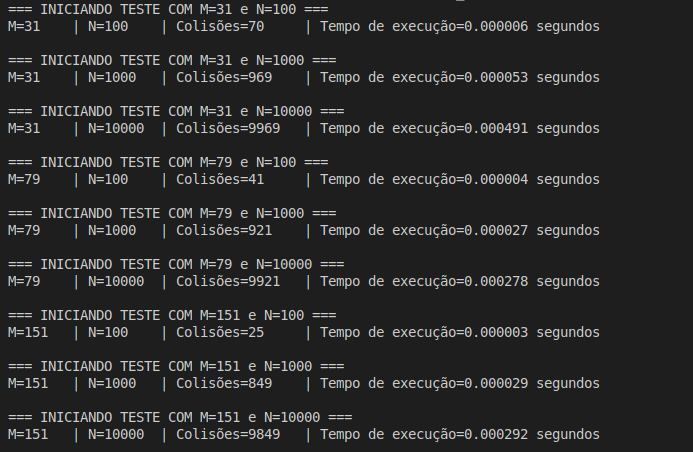 === INICIANDO TESTE COM M=31 e N=100 ===
M=31    | N=100    | Colisões=70     | Tempo de execução=0.000006 segundos
=== INICIANDO TESTE COM M=31 e N=1000 ===
M=31    | N=1000   | Colisões=969    | Tempo de execução=0.000053 segundos
=== INICIANDO TESTE COM M=31 e N=10000 ===
M=31    | N=10000  | Colisões=9969   | Tempo de execução=0.000491 segundos
=== INICIANDO TESTE COM M=79 e N=100 ===
M=79    | N=100    | Colisões=41     | Tempo de execução=0.000004 segundos
=== INICIANDO TESTE COM M=79 e N=1000 ===
M=79    | N=1000   | Colisões=921    | Tempo de execução=0.000027 segundos
=== INICIANDO TESTE COM M=79 e N=10000 ===
M=79    | N=10000  | Colisões=9921   | Tempo de execução=0.000278 segundos
=== INICIANDO TESTE COM M=151 e N=100 ===
M=151   | N=100    | Colisões=25     | Tempo de execução=0.000003 segundos
=== INICIANDO TESTE COM M=151 e N=1000 ===
M=151   | N=1000   | Colisões=849    | Tempo de execução=0.000029 segundos
=== INICIANDO TESTE COM M=151 e N=10000 ===
M=151   | N=10000  | Colisões=9849   | Tempo de execução=0.000292 segundos